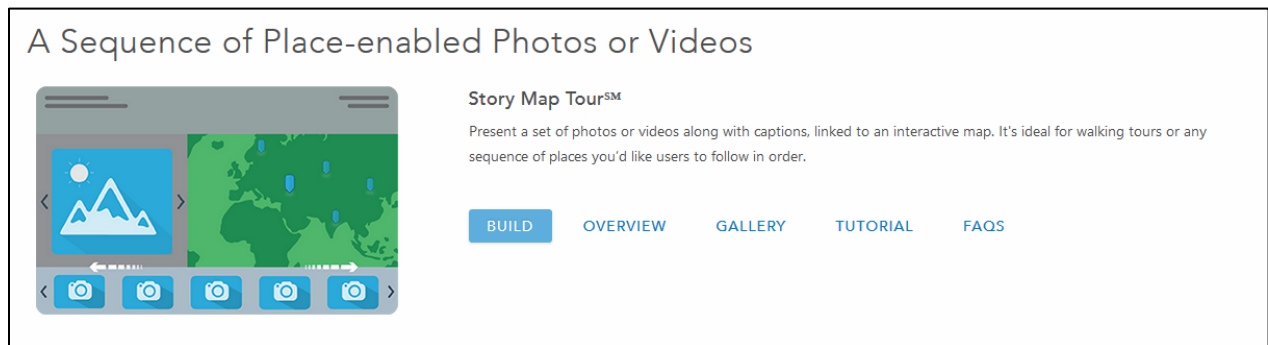 A Sequence of Place-enabled Photos or Videos
Story Map Tour℠
Present a set of photos or videos along with captions, linked to an interactive map. It's ideal for walking tours or any
sequence of places you'd like users to follow in order.
BUILD OVERVIEW GALLERY TUTORIAL FAQS